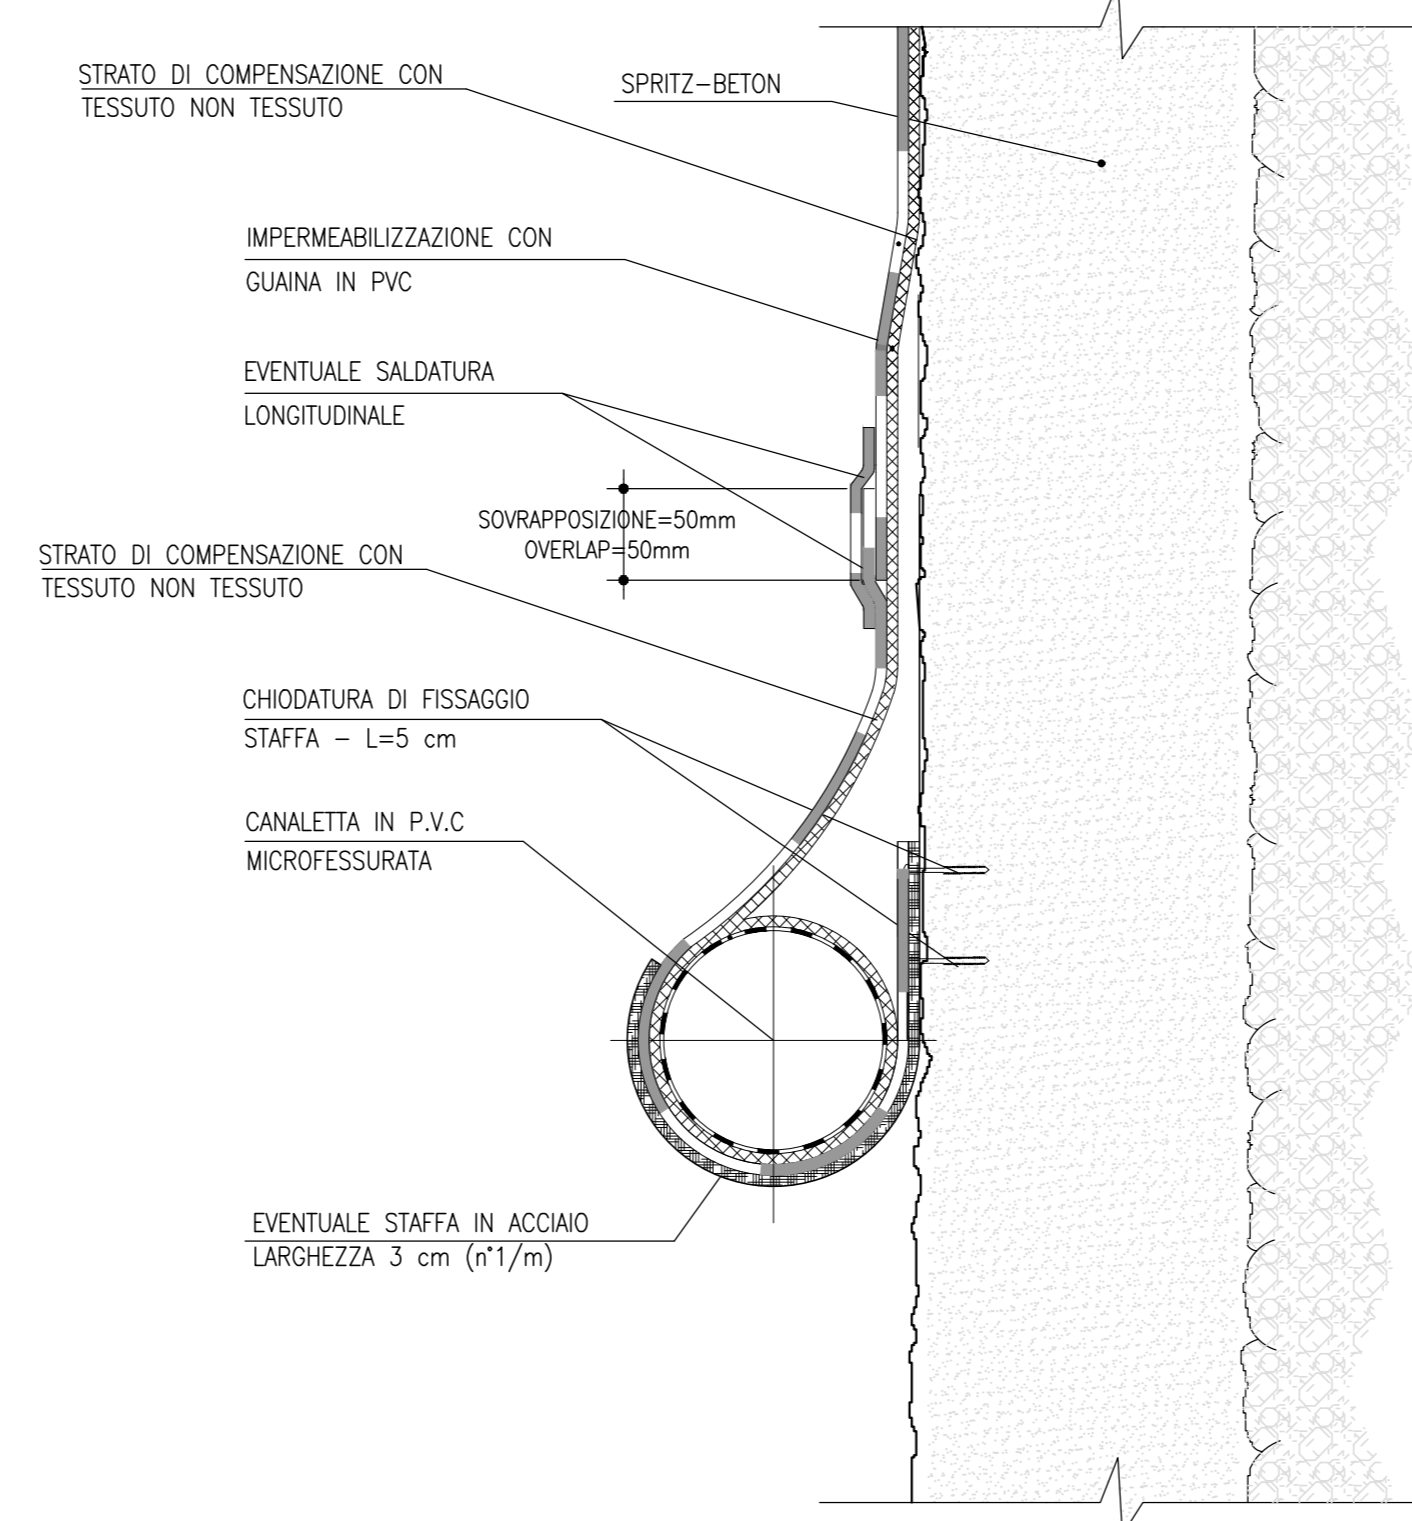 STRATO DI COMPENSAZIONE CON
TESSUTO NON TESSUTO
SPRITZ-BETON
IMPERMEABILIZZAZIONE CON
GUAINA IN PVC
EVENTUALE SALDATURA
LONGITUDINALE
SOVRAPPOSIZIONE=50mm
OVERLAP=50mm
STRATO DI COMPENSAZIONE CON
TESSUTO NON TESSUTO
CHIODATURA DI FISSAGGIO
STAFFA - L=5 cm
CANALETTA IN P.V.C
MICROFESSURATA
EVENTUALE STAFFA IN ACCIAIO
LARGHEZZA 3 cm (n°1/m)